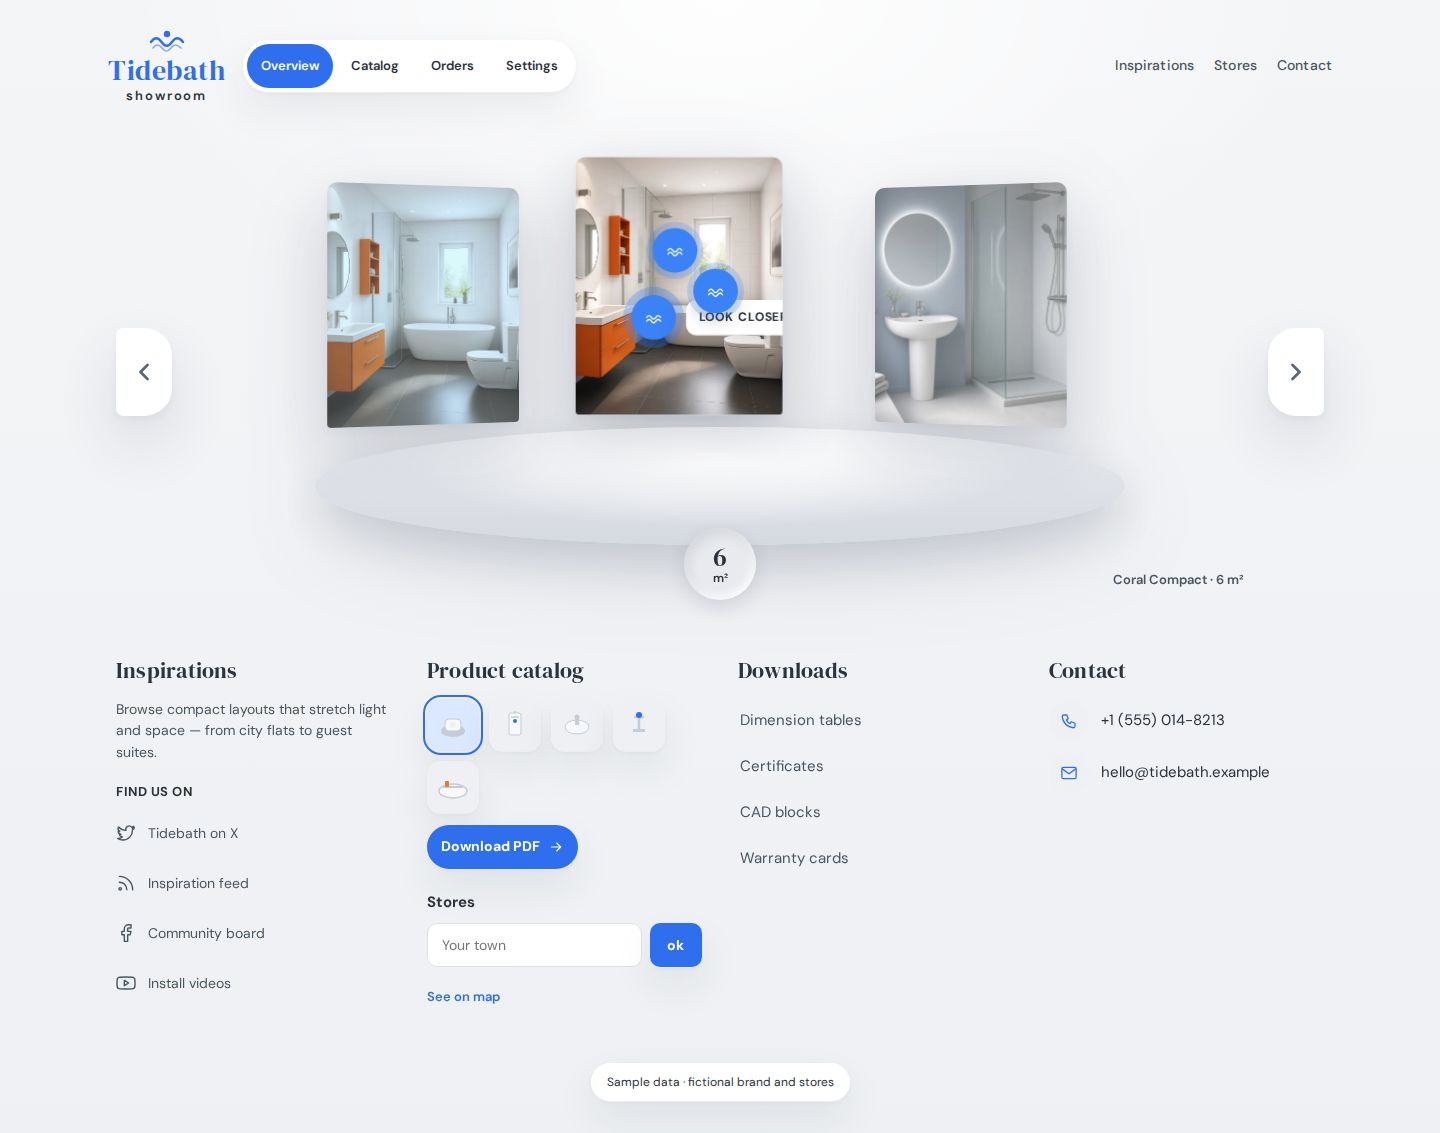 Tidebath
showroom
Overview
Catalog
Orders
Settings
Inspirations
Stores
Contact
LOOK CLOSER
6
m²
Coral Compact · 6 m²
Inspirations
Browse compact layouts that stretch light
and space — from city flats to guest
suites.
FIND US ON
Tidebath on X
Inspiration feed
Community board
Install videos
Product catalog
Download PDF
Stores
Your town
ok
See on map
Downloads
Dimension tables
Certificates
CAD blocks
Warranty cards
Contact
+1 (555) 014-8213
hello@tidebath.example
Sample data · fictional brand and stores